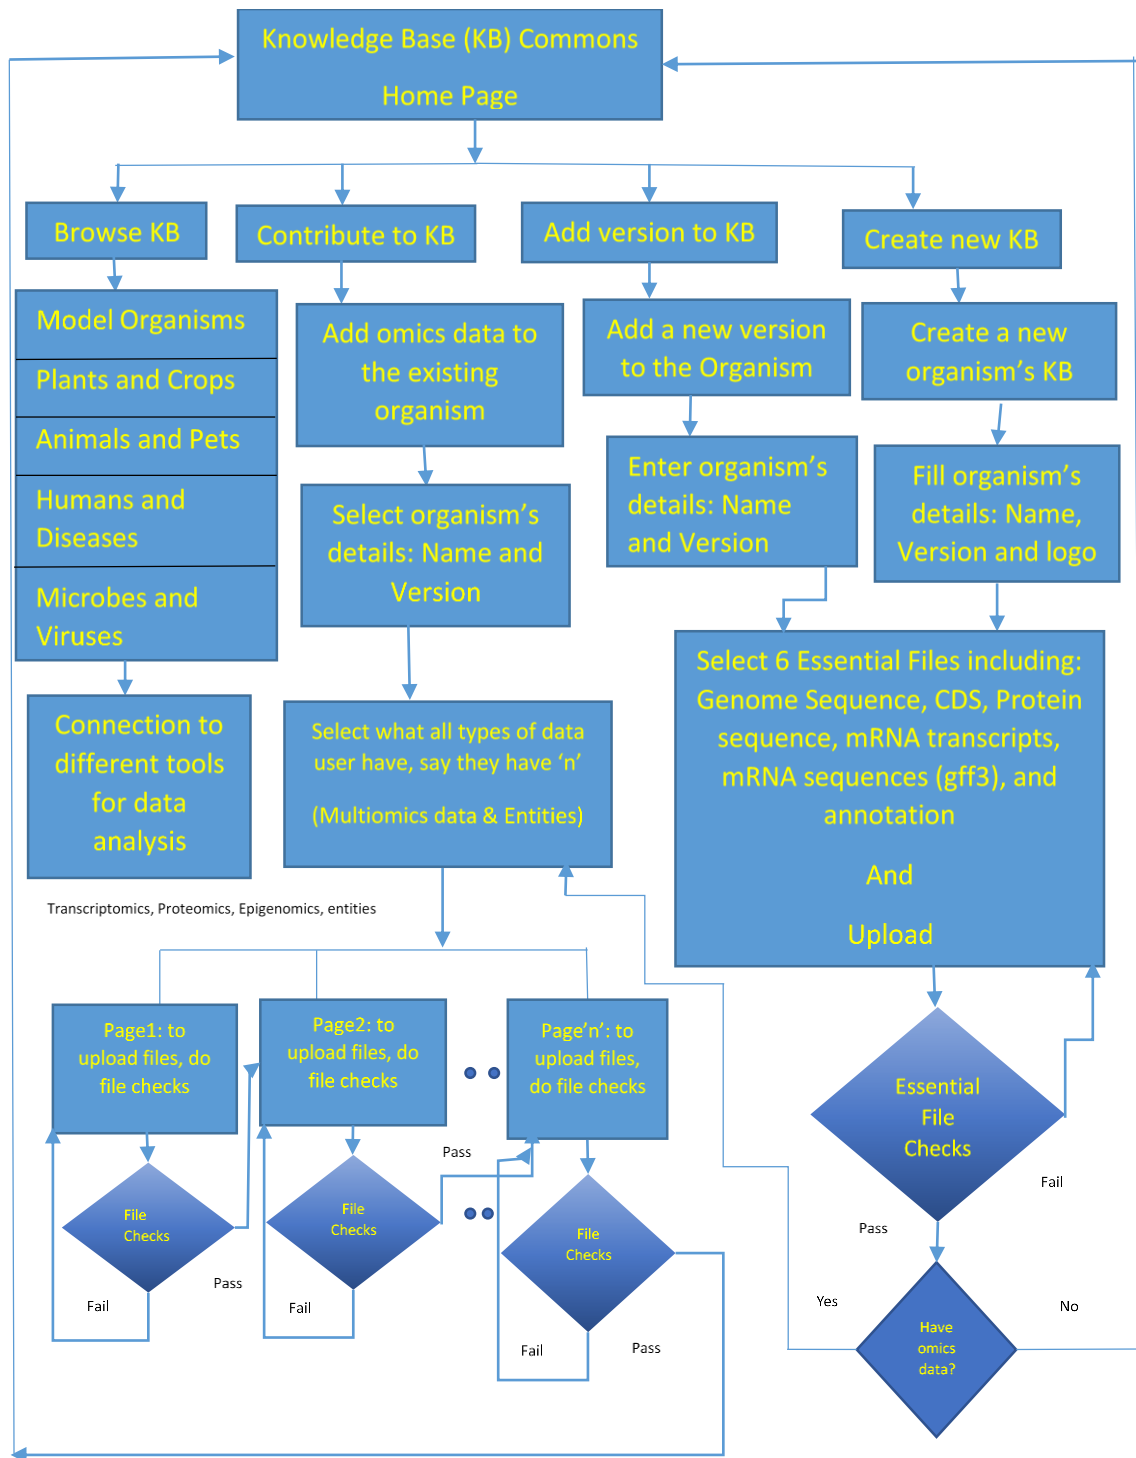 Knowledge Base (KB) Commons
Home Page
Browse KB
Contribute to KB
Add version to KB
Create new KB
Model Organisms
Plants and Crops
Animals and Pets
Humans and
Diseases
Microbes and
Viruses
Connection to
different tools
for data
analysis
Add omics data to
the existing
organism
Select organism’s
details: Name and
Version
Select what all types of data
user have, say they have ‘n’
(Multiomics data & Entities)
Add a new version
to the Organism
Enter organism’s
details: Name
and Version
Create a new
organism’s KB
Fill organism’s
details: Name,
Version and logo
Select 6 Essential Files including:
Genome Sequence, CDS, Protein
sequence, mRNA transcripts,
mRNA sequences (gff3), and
annotation
And
Upload
Transcriptomics, Proteomics, Epigenomics, entities
Page1: to
upload files, do
file checks
Page2: to
upload files, do
file checks
Page’n’: to
upload files,
do file checks
File
Checks
Fail
Pass
File
Checks
Fail
Pass
File
Checks
Fail
Pass
Essential
File
Checks
Fail
Pass
Have
omics
data?
Yes
No